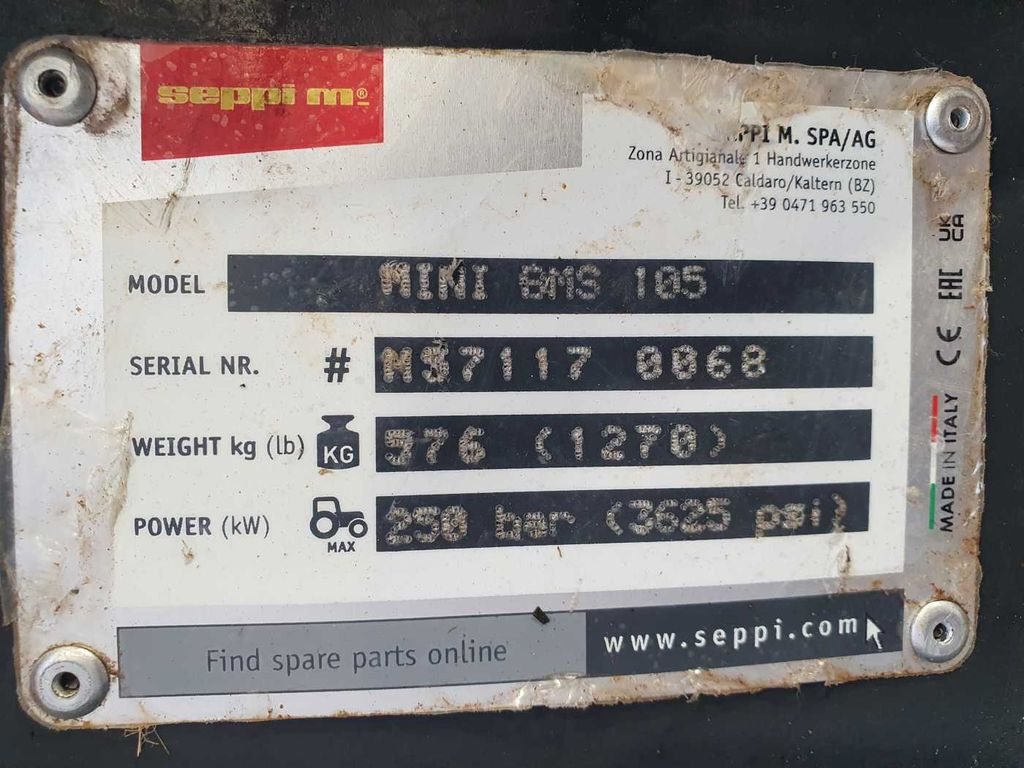 seppi m®
PPI M. SPA/AG
Zona Artigianale 1 Handwerkerzone
I - 39052 Caldaro/Kaltern (BZ)
Tel. +39 0471 963 550
MODEL MINI BMS 105
SERIAL NR. # MS7117 0068
WEIGHT kg (lb) KG 576 (1270)
POWER (kW) MAX 250 bar (3625 psi)
Find spare parts online www.seppi.com
MADE IN ITALY CE EAC UK CA